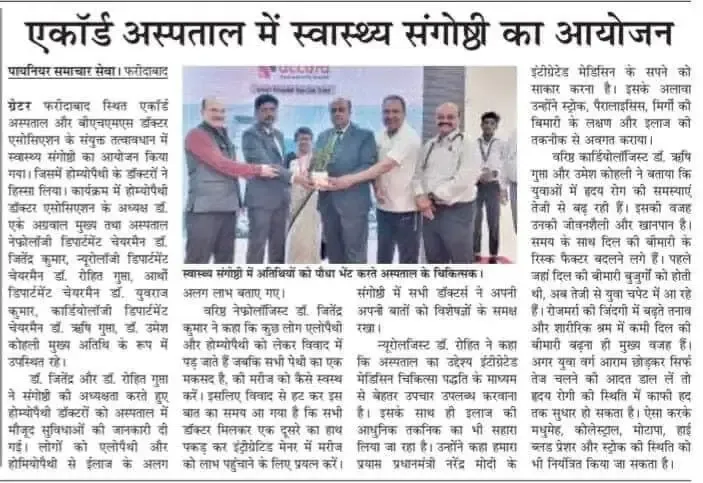 एकॉर्ड अस्पताल में स्वास्थ्य संगोष्ठी का आयोजन
पायनियर समाचार सेवा। फरीदाबाद
ग्रेटर फरीदाबाद स्थित एकॉर्ड
अस्पताल और बीएचएमएस डॉक्टर
एसोसिएशन के संयुक्त तत्वावधान में
स्वास्थ्य संगोष्ठी का आयोजन किया
गया। जिसमें होम्योपैथी के डॉक्टरों ने
हिस्सा लिया। कार्यक्रम में होम्योपैथी
डॉक्टर एसोसिएशन के अध्यक्ष डॉ.
एके अग्रवाल मुख्य तथा अस्पताल
नेफ्रोलॉजी डिपार्टमेंट चेयरमैन डॉ.
जितेंद्र कुमार, न्यूरोलॉजी डिपार्टमेंट
चेयरमैन डॉ. रोहित गुप्ता, आर्थो
डिपार्टमेंट चेयरमैन डॉ. युवराज
कुमार, कार्डियोलॉजी डिपार्टमेंट
चेयरमैन डॉ. ऋषि गुप्ता, डॉ. उमेश
कोहली मुख्य अतिथि के रूप में
उपस्थित रहे।
डॉ. जितेंद्र और डॉ. रोहित गुप्ता
ने संगोष्ठी की अध्यक्षता करते हुए
होम्योपैथी डॉक्टरों को अस्पताल में
मौजूद सुविधाओं की जानकारी दी
गई। लोगों को एलोपैथी और
होमियोपैथी से ईलाज के अलग
accord
स्वास्थ्य संगोष्ठी में अतिथियों को पौधा भेंट करते अस्पताल के चिकित्सक।
अलग लाभ बताए गए।
वरिष्ठ नेफ्रोलॉजिस्ट डॉ. जितेंद्र
कुमार ने कहा कि कुछ लोग एलोपैथी
और होम्योपैथी को लेकर विवाद में
पड़ जाते हैं जबकि सभी पेथी का एक
मकसद है, की मरीज को कैसे स्वस्थ
करें। इसलिए विवाद से हट कर इस
बात का समय आ गया है कि सभी
डॉक्टर मिलकर एक दूसरे का हाथ
पकड़ कर इंट्रीग्रेटिड मेनर में मरीज
को लाभ पहुंचाने के लिए प्रयत्न करें।
संगोष्ठी में सभी डॉक्टर्स ने अपनी
अपनी बातों को विशेषज्ञों के समक्ष
रखा।
न्यूरोलजिस्ट डॉ. रोहित ने कहा
कि अस्पताल का उद्देश्य इंटीग्रेटेड
मेडिसिन चिकित्सा पद्धति के माध्यम
से बेहतर उपचार उपलब्ध करवाना
है। इसके साथ ही इलाज की
आधुनिक तकनिक का भी सहारा
लिया जा रहा है। उन्होंने कहा हमारा
प्रयास प्रधानमंत्री नरेंद्र मोदी के
इंटीग्रेटेड मेडिसिन के सपने को
साकार करना है। इसके अलावा
उन्होंने स्ट्रोक, पैरालाइसिस, मिर्गी की
बिमारी के लक्षण और इलाज को
तकनीक से अवगत कराया।
वरिष्ठ कार्डियोलॉजिस्ट डॉ. ऋषि
गुप्ता और उमेश कोहली ने बताया कि
युवाओं में हृदय रोग की समस्याएं
तेजी से बढ़ रही हैं। इसकी वजह
उनकी जीवनशैली और खानपान है।
समय के साथ दिल की बीमारी के
रिस्क फैक्टर बदलने लगे हैं। पहले
जहां दिल की बीमारी बुजुर्गों को होती
थी, अब तेजी से युवा चपेट में आ रहे
हैं। रोजमर्रा की जिंदगी में बढ़ते तनाव
और शारीरिक श्रम में कमी दिल की
बीमारी बढ़ना ही मुख्य वजह हैं।
अगर युवा वर्ग आराम छोड़कर सिर्फ
तेज चलने की आदत डाल लें तो
हृदय रोगी की स्थिति में काफी हद
तक सुधार हो सकता है। ऐसा करके
मधुमेह, कोलेस्ट्राल, मोटापा, हाई
ब्लड प्रेशर और स्ट्रोक की स्थिति को
भी नियंत्रित किया जा सकता है।